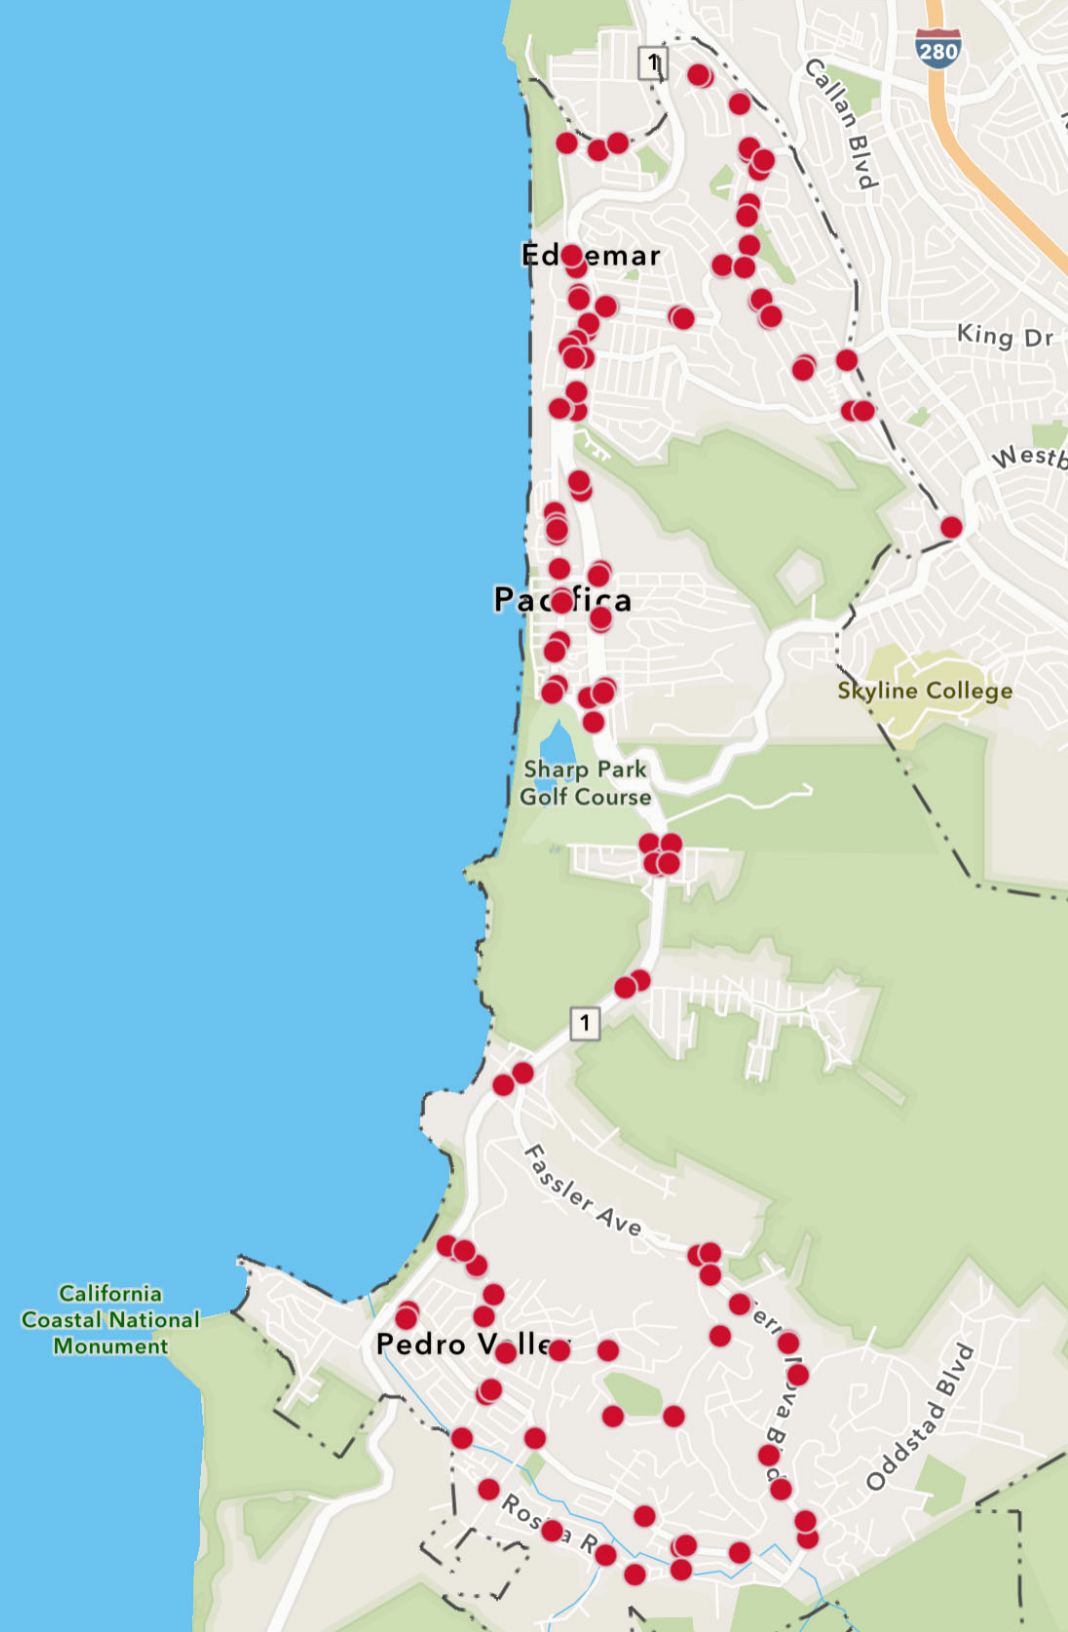 1
280
Callan Blvd
Edgemar
King Dr
Westb
Pacifica
Skyline College
Sharp Park
Golf Course
1
Fassler Ave
California
Coastal National
Monument
Pedro Valley
Oddstad Blvd
Rosita R